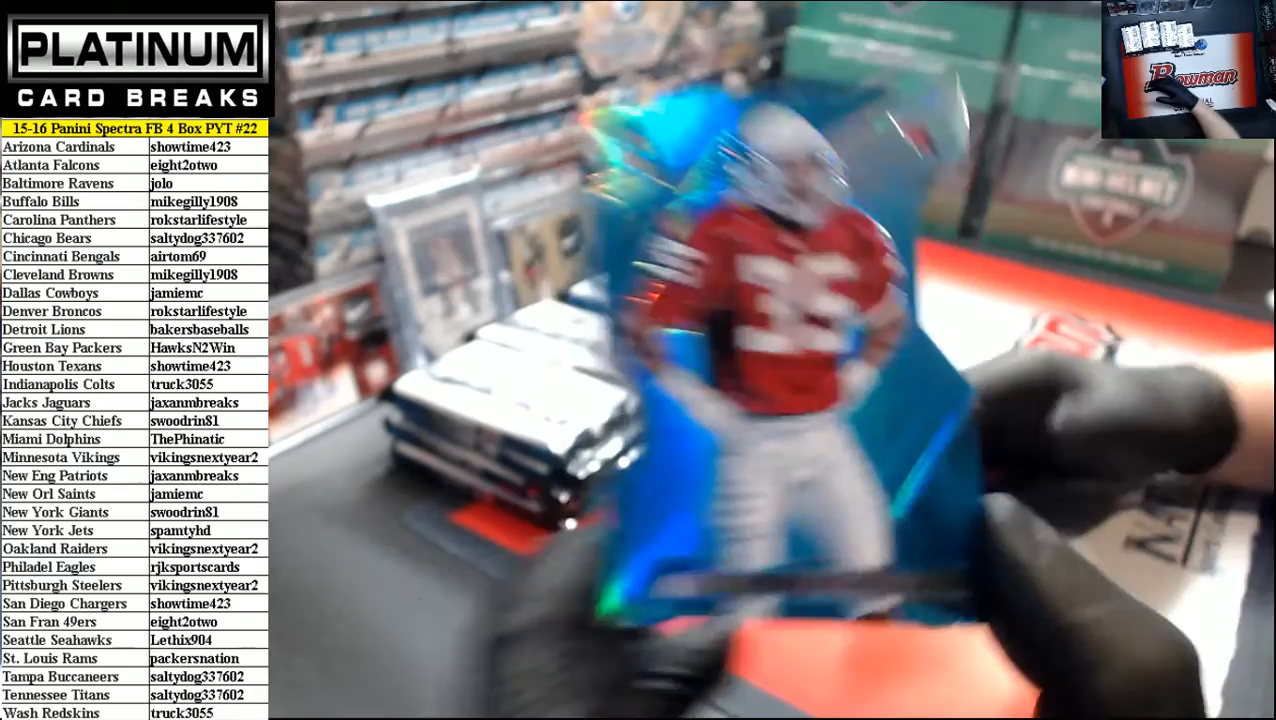 PLATINUM
CARD BREAKS
15-16 Panini Spectra FB 4 Box PYT #22
Arizona Cardinals showtime423
Atlanta Falcons eight2otwo
Baltimore Ravens jolo
Buffalo Bills mikegilly1908
Carolina Panthers rokstarlifestyle
Chicago Bears saltydog337602
Cincinnati Bengals airtom69
Cleveland Browns mikegilly1908
Dallas Cowboys jamiemc
Denver Broncos rokstarlifestyle
Detroit Lions bakersbaseballs
Green Bay Packers HawksN2Win
Houston Texans showtime423
Indianapolis Colts truck3055
Jacks Jaguars jaxanmbreaks
Kansas City Chiefs swoodrin81
Miami Dolphins ThePhinatic
Minnesota Vikings vikingsnextyear2
New Eng Patriots jaxanmbreaks
New Orl Saints jamiemc
New York Giants swoodrin81
New York Jets spamtyhd
Oakland Raiders vikingsnextyear2
Philadel Eagles rjksportscards
Pittsburgh Steelers vikingsnextyear2
San Diego Chargers showtime423
San Fran 49ers eight2otwo
Seattle Seahawks Lethix904
St. Louis Rams packersnation
Tampa Buccaneers saltydog337602
Tennessee Titans saltydog337602
Wash Redskins truck3055
Bowman
MINI HELMET
35